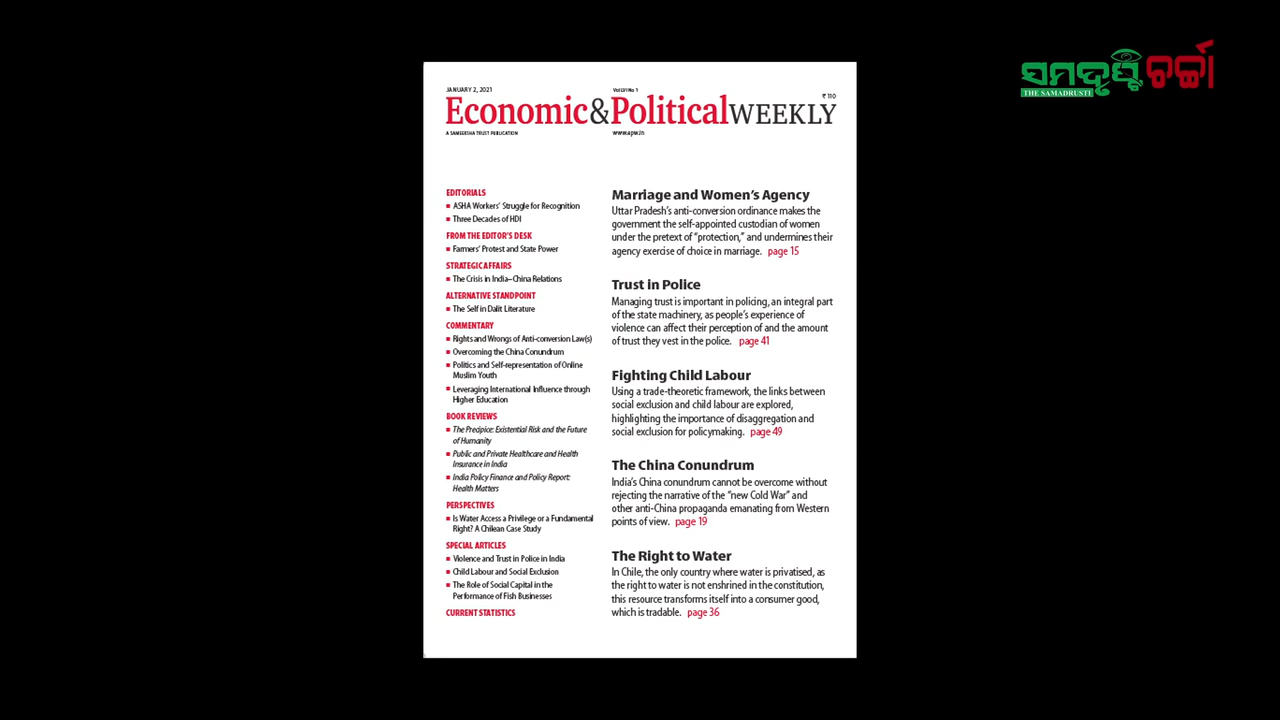 JANUARY 2, 2021
Vol LVI No 1
₹ 110
Economic&PoliticalWEEKLY
A SAMEEKSHA TRUST PUBLICATION
www.epw.in
EDITORIALS
ASHA Workers' Struggle for Recognition
Three Decades of HDI
FROM THE EDITOR'S DESK
Farmers' Protest and State Power
STRATEGIC AFFAIRS
The Crisis in India–China Relations
ALTERNATIVE STANDPOINT
The Self in Dalit Literature
COMMENTARY
Rights and Wrongs of Anti-conversion Law(s)
Overcoming the China Conundrum
Politics and Self-representation of Online
Muslim Youth
Leveraging International Influence through
Higher Education
BOOK REVIEWS
The Precipice: Existential Risk and the Future
of Humanity
Public and Private Healthcare and Health
Insurance in India
India Policy Finance and Policy Report:
Health Matters
PERSPECTIVES
Is Water Access a Privilege or a Fundamental
Right? A Chilean Case Study
SPECIAL ARTICLES
Violence and Trust in Police in India
Child Labour and Social Exclusion
The Role of Social Capital in the
Performance of Fish Businesses
CURRENT STATISTICS
Marriage and Women's Agency
Uttar Pradesh's anti-conversion ordinance makes the
government the self-appointed custodian of women
under the pretext of "protection," and undermines their
agency exercise of choice in marriage. page 15
Trust in Police
Managing trust is important in policing, an integral part
of the state machinery, as people's experience of
violence can affect their perception of and the amount
of trust they vest in the police. page 41
Fighting Child Labour
Using a trade-theoretic framework, the links between
social exclusion and child labour are explored,
highlighting the importance of disaggregation and
social exclusion for policymaking. page 49
The China Conundrum
India's China conundrum cannot be overcome without
rejecting the narrative of the "new Cold War" and
other anti-China propaganda emanating from Western
points of view. page 19
The Right to Water
In Chile, the only country where water is privatised, as
the right to water is not enshrined in the constitution,
this resource transforms itself into a consumer good,
which is tradable. page 36
ସମଦୃଷ୍ଟି ଚର୍ଚ୍ଚା
THE SAMADRUSTI